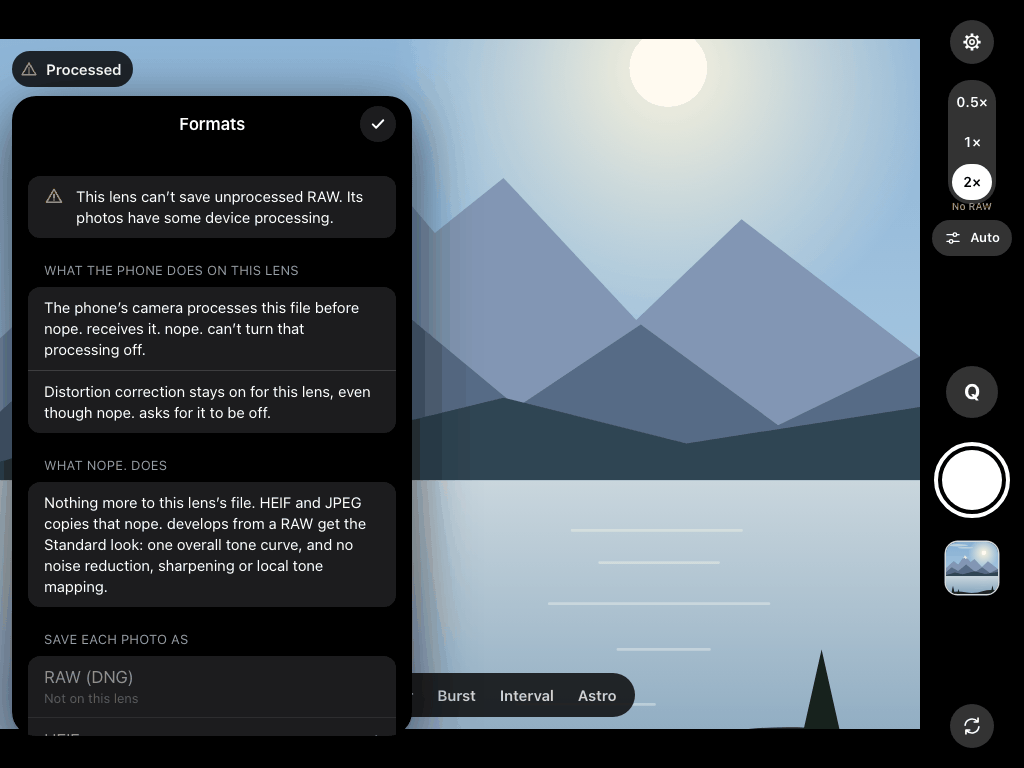 Processed
Formats
This lens can’t save unprocessed RAW. Its
photos have some device processing.
WHAT THE PHONE DOES ON THIS LENS
The phone’s camera processes this file before
nope. receives it. nope. can’t turn that
processing off.
Distortion correction stays on for this lens, even
though nope. asks for it to be off.
WHAT NOPE. DOES
Nothing more to this lens’s file. HEIF and JPEG
copies that nope. develops from a RAW get the
Standard look: one overall tone curve, and no
noise reduction, sharpening or local tone
mapping.
SAVE EACH PHOTO AS
RAW (DNG)
Not on this lens
Burst
Interval
Astro
0.5×
1×
2×
No RAW
Auto
Q